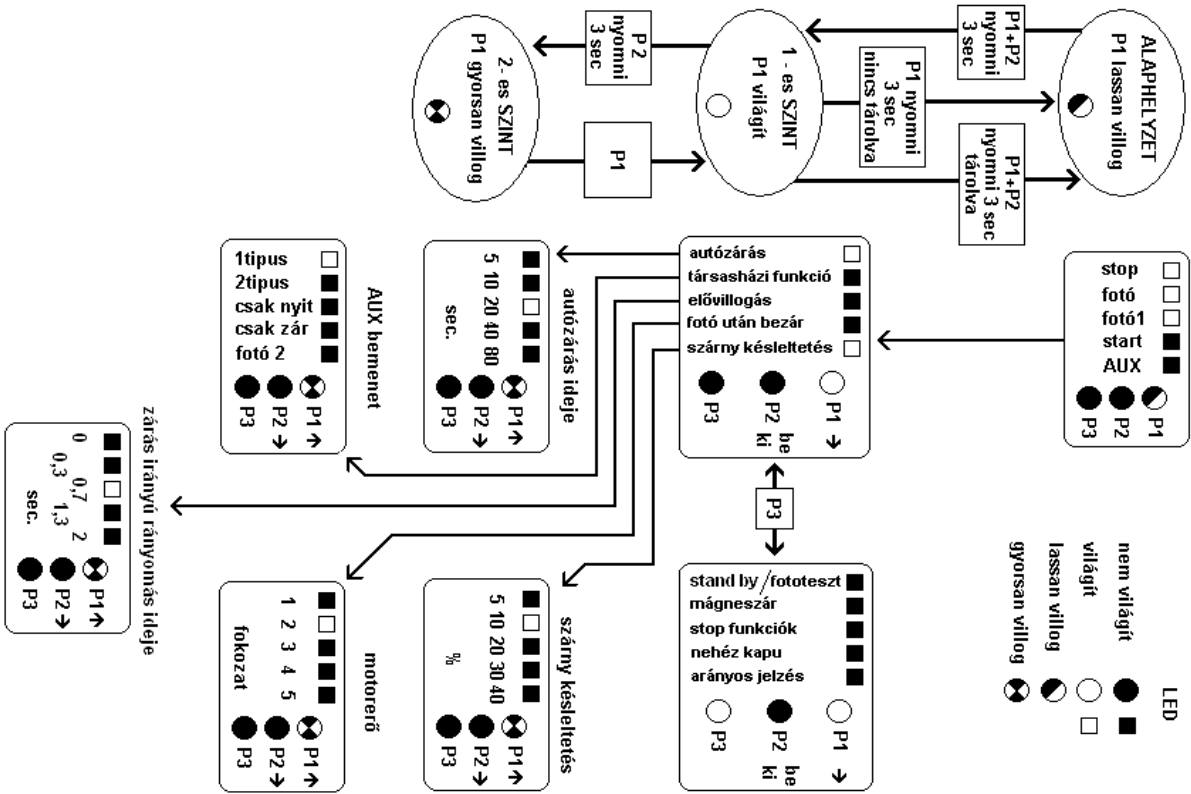 ALAPHELYZET
P1 lassan villog
P1+P2
nyomni
3 sec
P1 nyomni
3 sec
nincs tárolva
P1+P2
nyomni 3 sec
tárolva
1 - es SZINT
P1 világít
P 2
nyomni
3 sec
P1
2- es SZINT
P1 gyorsan villog
stop
fotó
fotó1
start
AUX
P1
P2
P3
LED
nem világít
világít
lassan villog
gyorsan villog
autózárás
társasházi funkció
elővillogás
fotó után bezár
szárny késleltetés
P1 →
P2 be
ki
P3
P3
stand by/fototeszt
mágneszár
stop funkciók
nehéz kapu
arányos jelzés
P1 →
P2 be
ki
P3
autózárás ideje
5 10 20 40 80
sec.
P1 ↑
P2 →
P3
szárny késleltetés
5 10 20 30 40
%
P1 ↑
P2 →
P3
AUX bemenet
1tipus
2tipus
csak nyit
csak zár
fotó 2
P1 ↑
P2 →
P3
motorerő
1 2 3 4 5
fokozat
P1 ↑
P2 →
P3
zárás irányú rányomás ideje
0 0,3 0,7 1,3 2
sec.
P1 ↑
P2 →
P3